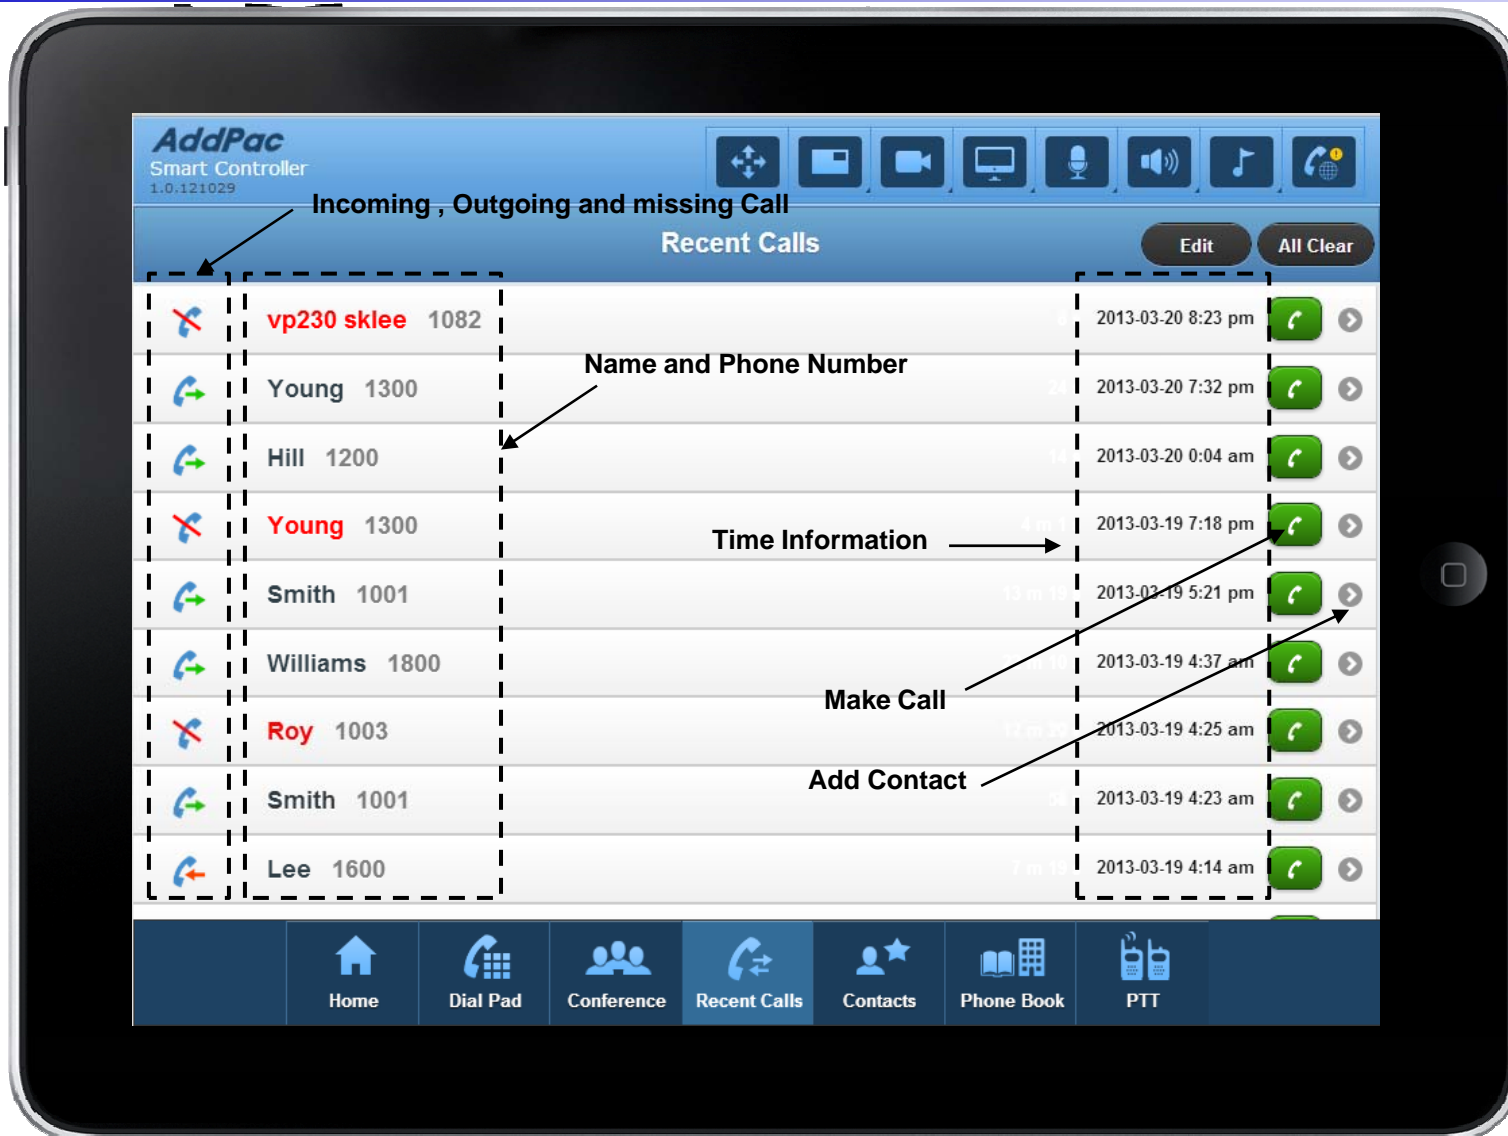 AddPac
Smart Controller
1.0.121029
Incoming , Outgoing and missing Call
Recent Calls
Edit
All Clear
vp230 sklee 1082 2013-03-20 8:23 pm
Name and Phone Number
Young 1300 2013-03-20 7:32 pm
Hill 1200 2013-03-20 0:04 am
Young 1300 2013-03-19 7:18 pm
Time Information
Smith 1001 2013-03-19 5:21 pm
Williams 1800 2013-03-19 4:37 am
Make Call
Roy 1003 2013-03-19 4:25 am
Add Contact
Smith 1001 2013-03-19 4:23 am
Lee 1600 2013-03-19 4:14 am
Home
Dial Pad
Conference
Recent Calls
Contacts
Phone Book
PTT